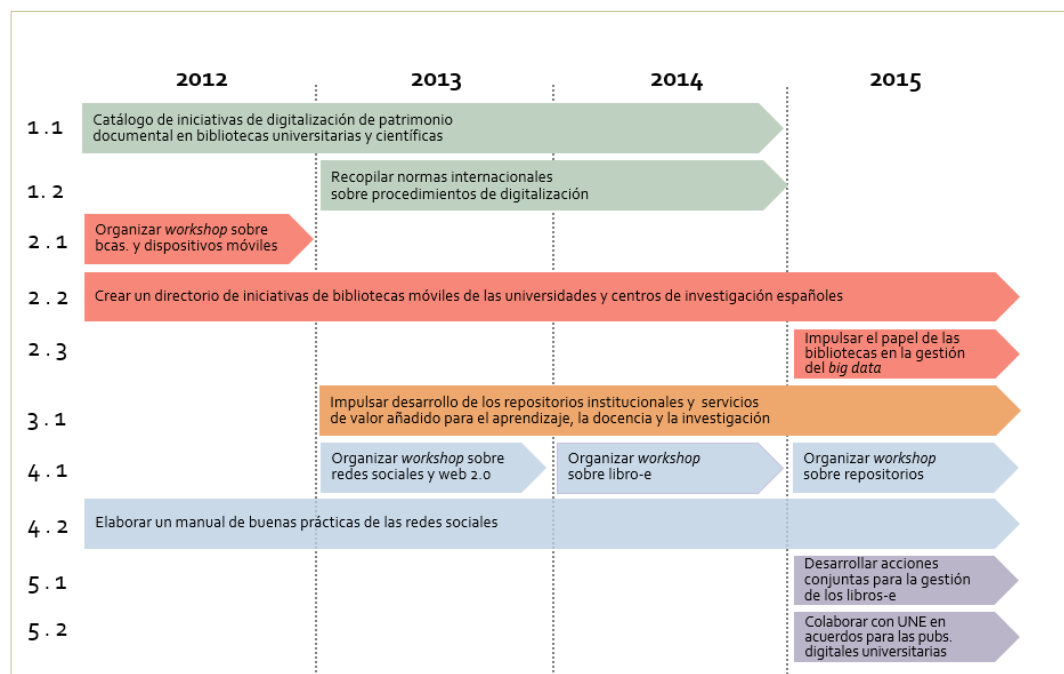 2012 2013 2014 2015
1.1 Catálogo de iniciativas de digitalización de patrimonio
documental en bibliotecas universitarias y científicas
1.2 Recopilar normas internacionales
sobre procedimientos de digitalización
2.1 Organizar workshop sobre
bcas. y dispositivos móviles
2.2 Crear un directorio de iniciativas de bibliotecas móviles de las universidades y centros de investigación españoles
2.3 Impulsar el papel de las
bibliotecas en la gestión
del big data
3.1 Impulsar desarrollo de los repositorios institucionales y servicios
de valor añadido para el aprendizaje, la docencia y la investigación
4.1 Organizar workshop sobre
redes sociales y web 2.0
Organizar workshop
sobre libro-e
Organizar workshop
sobre repositorios
4.2 Elaborar un manual de buenas prácticas de las redes sociales
5.1 Desarrollar acciones
conjuntas para la gestión
de los libros-e
5.2 Colaborar con UNE en
acuerdos para las pubs.
digitales universitarias